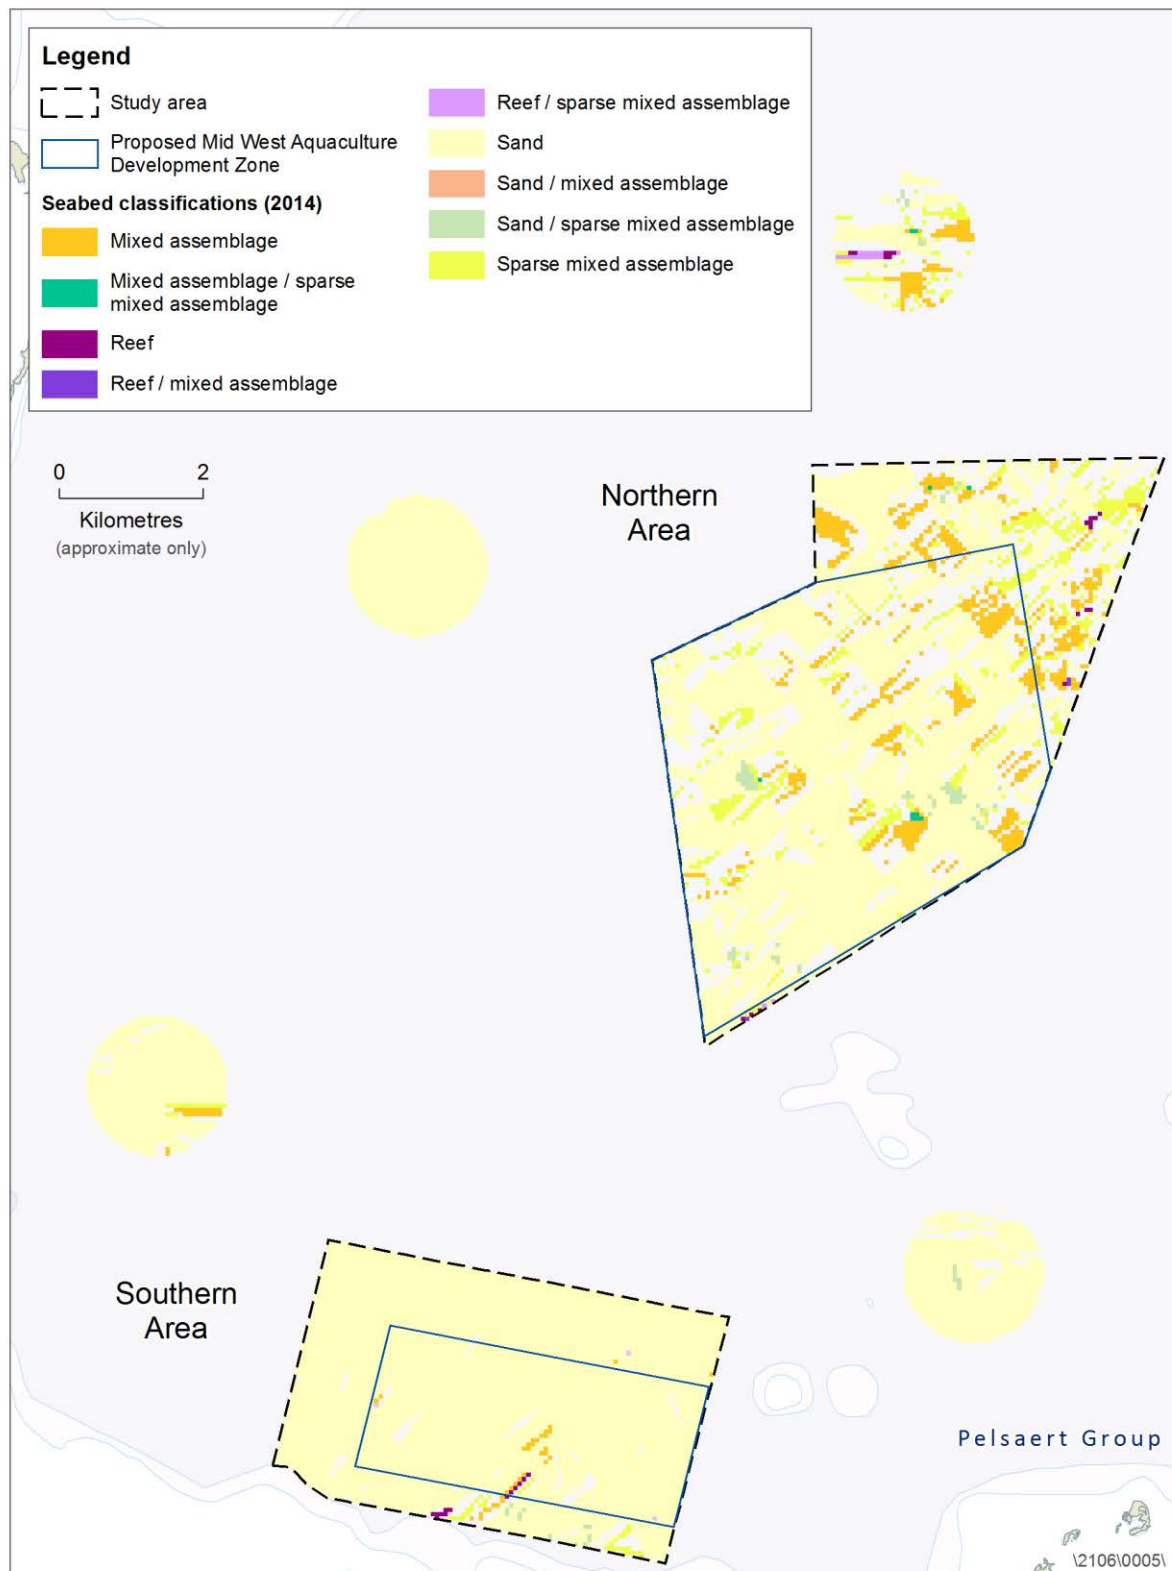 Legend
Study area
Proposed Mid West Aquaculture
Development Zone
Seabed classifications (2014)
Mixed assemblage
Mixed assemblage / sparse
mixed assemblage
Reef
Reef / mixed assemblage
Reef / sparse mixed assemblage
Sand
Sand / mixed assemblage
Sand / sparse mixed assemblage
Sparse mixed assemblage
0 2
Kilometres
(approximate only)
Northern
Area
Southern
Area
Pelsaert Group
\2106\0005\